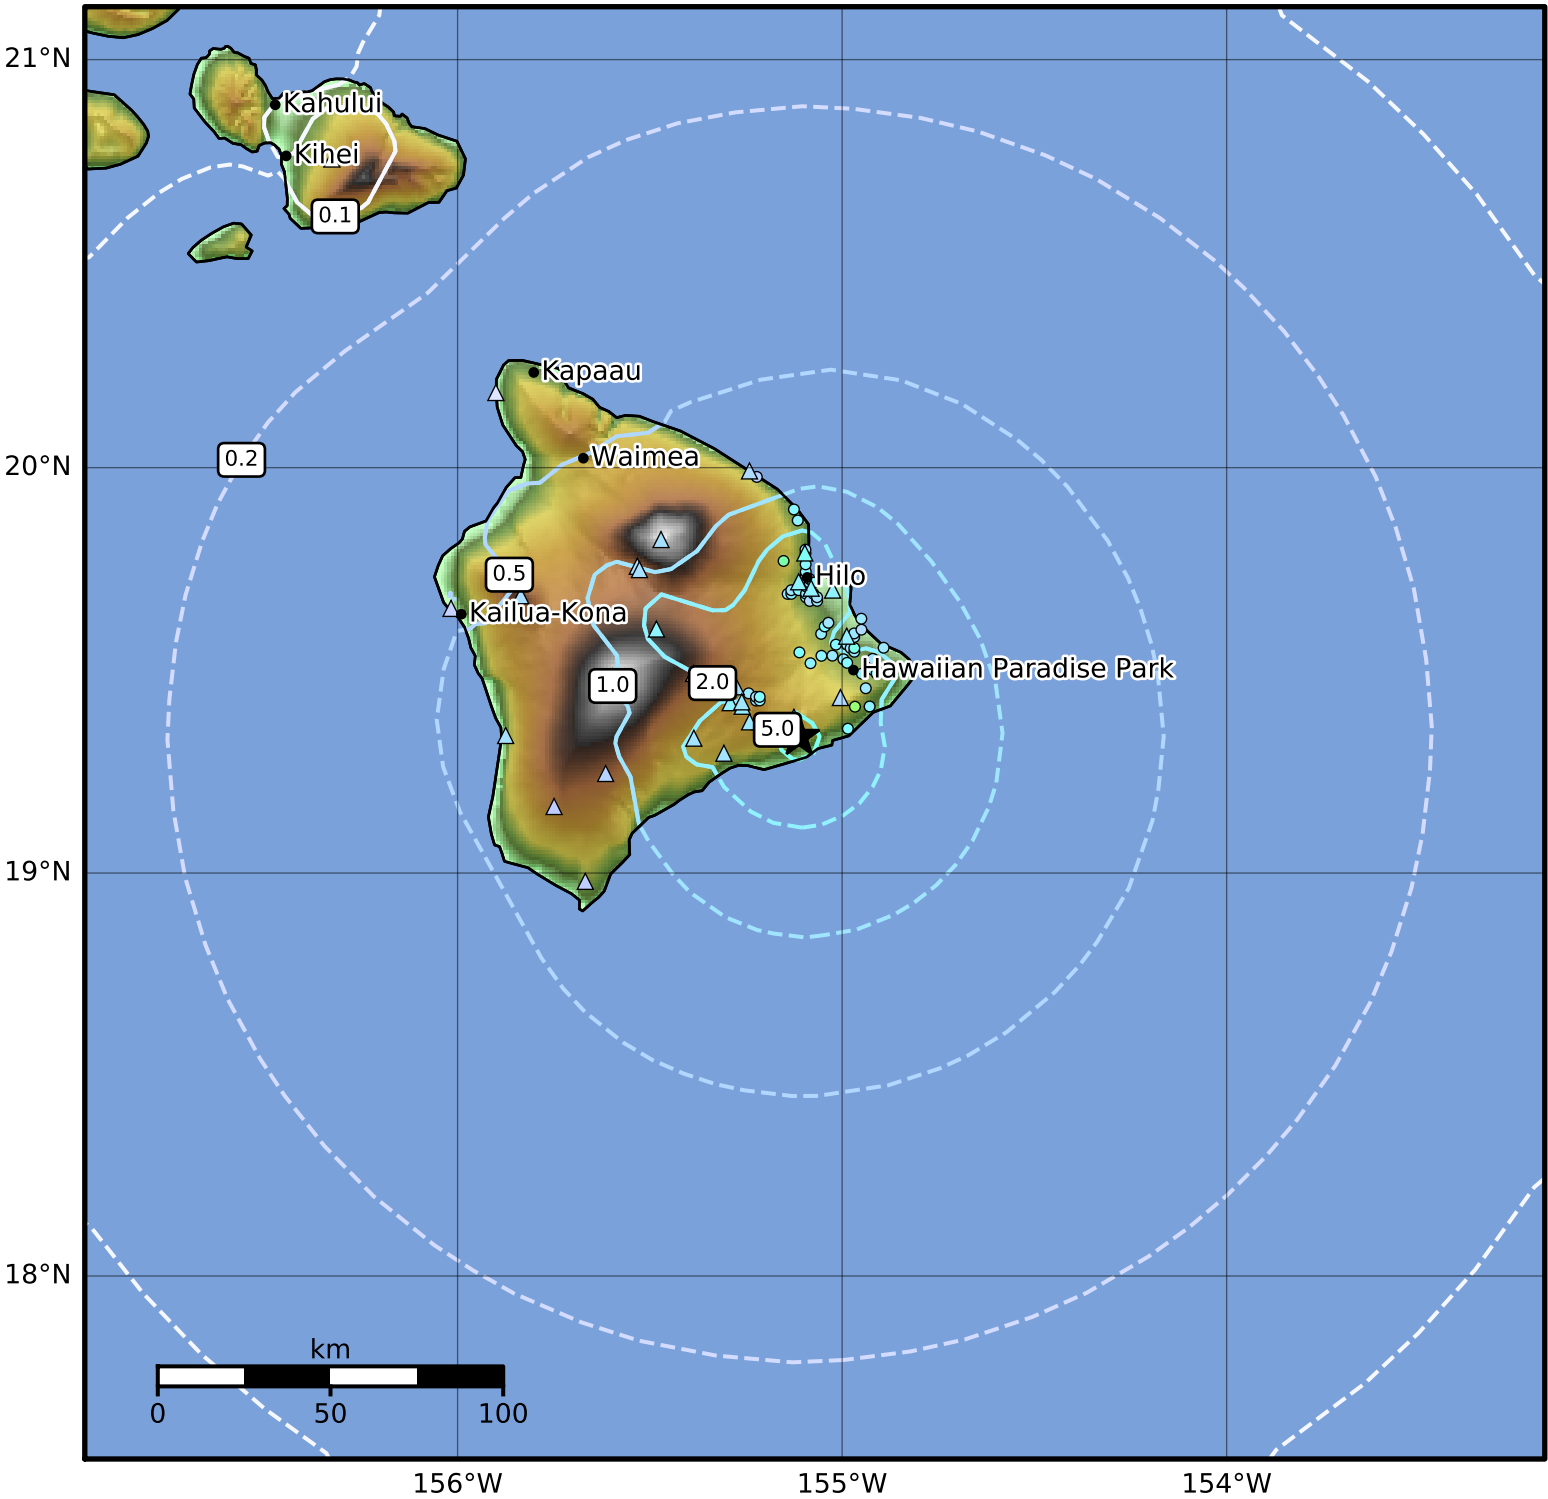 21°N
Kahului
Kihei
0.1
Kapaau
0.2
Waimea
20°N
0.5
Hilo
Kailua-Kona
Hawaiian Paradise Park
1.0
2.0
5.0
19°N
18°N
km
0
50
100
156°W
155°W
154°W